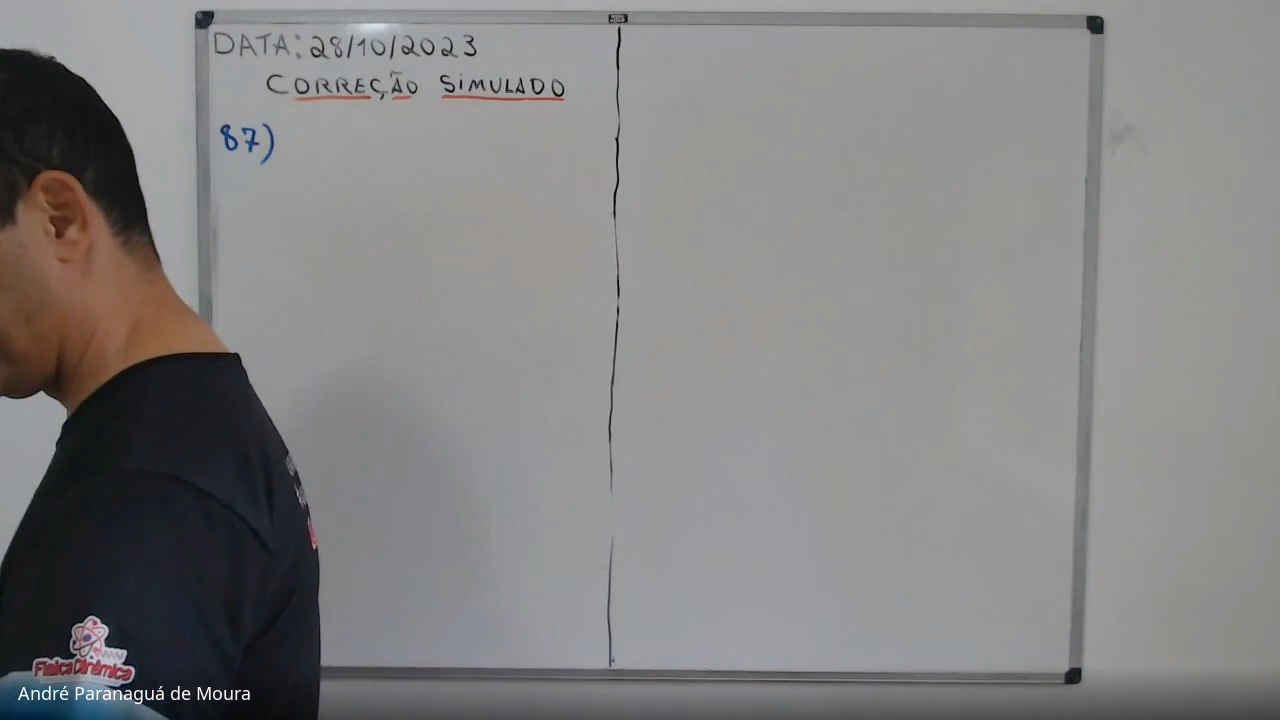 DATA: 28/10/2023
CORREÇÃO SIMULADO
87)
Física Dinâmica
André Paranaguá de Moura